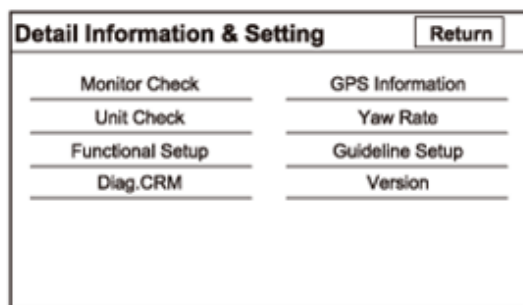 Detail Information & Setting Return
Monitor Check GPS Information
Unit Check Yaw Rate
Functional Setup Guideline Setup
Diag.CRM Version